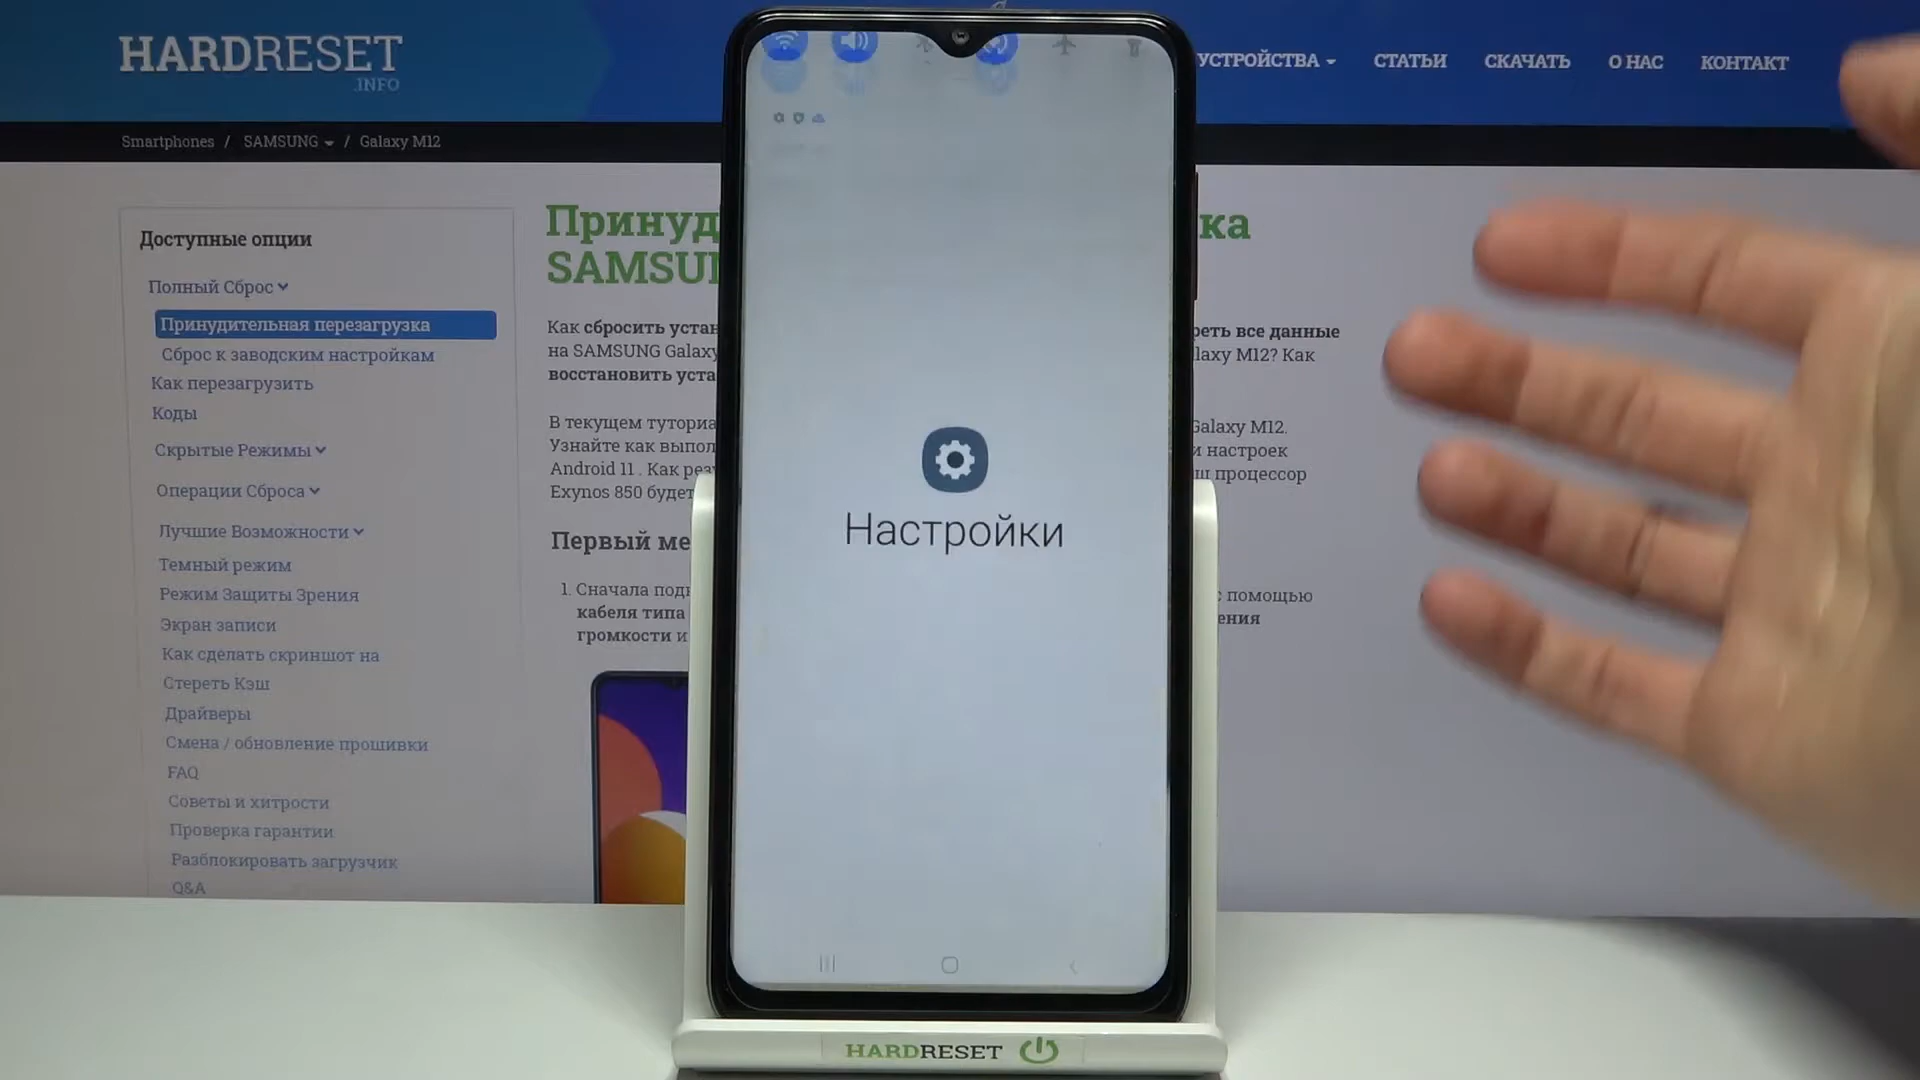 HARDRESET
.INFO
УСТРОЙСТВА
СТАТЬИ
СКАЧАТЬ
О НАС
КОНТАКТ
Smartphones / SAMSUNG / Galaxy M12
Доступные опции
Полный Сброс
Принудительная перезагрузка
Сброс к заводским настройкам
Как перезагрузить
Коды
Скрытые Режимы
Операции Сброса
Лучшие Возможности
Темный режим
Режим Защиты Зрения
Экран записи
Как сделать скриншот на
Стереть Кэш
Драйверы
Смена / обновление прошивки
FAQ
Советы и хитрости
Проверка гарантии
Разблокировать загрузчик
Q&A
Принуд ка
SAMSU
Как сбросить устан реть все данные
на SAMSUNG Galaxy laxy M12? Как
восстановить уста
В текущем туториа Galaxy M12.
Узнайте как выпол и настроек
Android 11 . Как рез ш процессор
Exynos 850 будет
Первый ме
1. Сначала подк с помощью
кабеля типа ения
громкости и
Настройки
HARDRESET